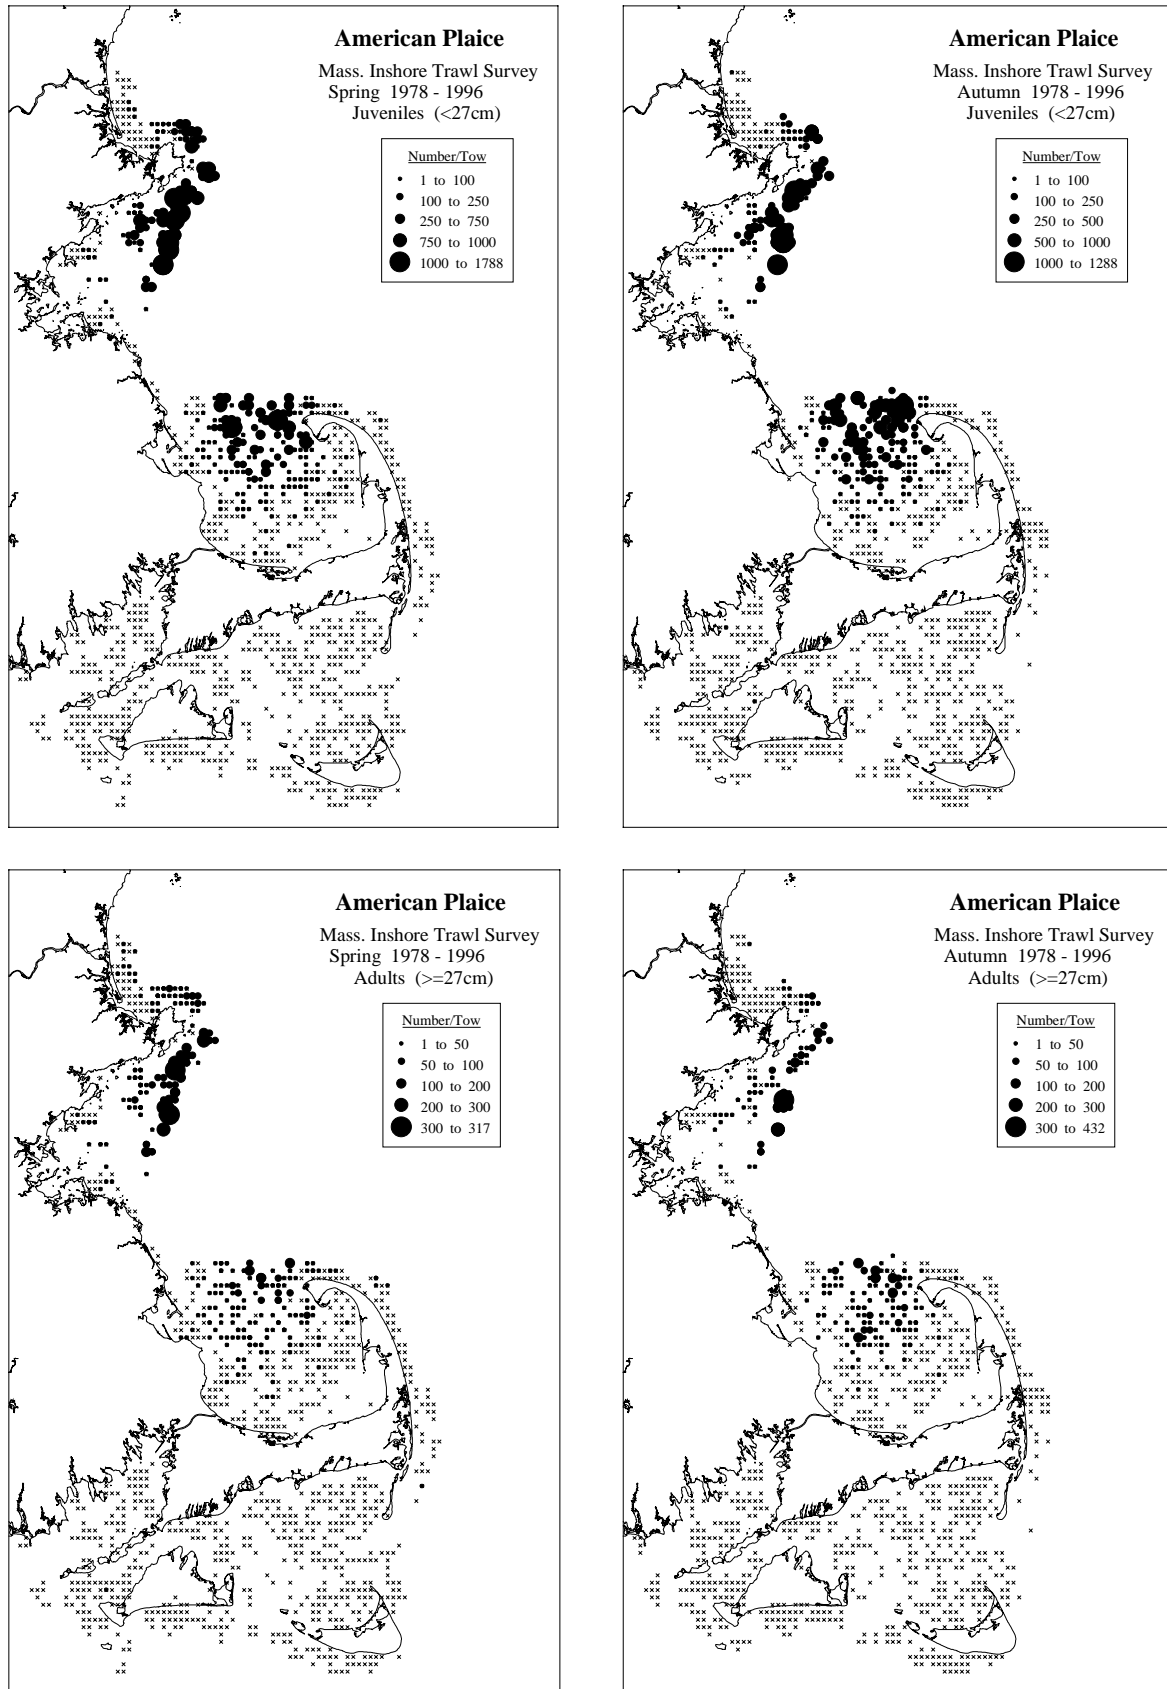 American Plaice
Mass. Inshore Trawl Survey
Spring 1978 - 1996
Juveniles (<27cm)
Number/Tow
1 to 100
100 to 250
250 to 750
750 to 1000
1000 to 1788
American Plaice
Mass. Inshore Trawl Survey
Autumn 1978 - 1996
Juveniles (<27cm)
Number/Tow
1 to 100
100 to 250
250 to 500
500 to 1000
1000 to 1288
American Plaice
Mass. Inshore Trawl Survey
Spring 1978 - 1996
Adults (>=27cm)
Number/Tow
1 to 50
50 to 100
100 to 200
200 to 300
300 to 317
American Plaice
Mass. Inshore Trawl Survey
Autumn 1978 - 1996
Adults (>=27cm)
Number/Tow
1 to 50
50 to 100
100 to 200
200 to 300
300 to 432